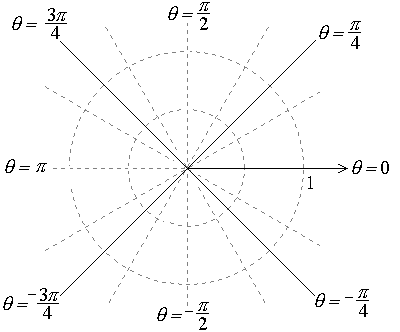 θ = 3π/4
θ = π/2
θ = π/4
θ = π
θ = 0
1
θ = -3π/4
θ = -π/2
θ = -π/4